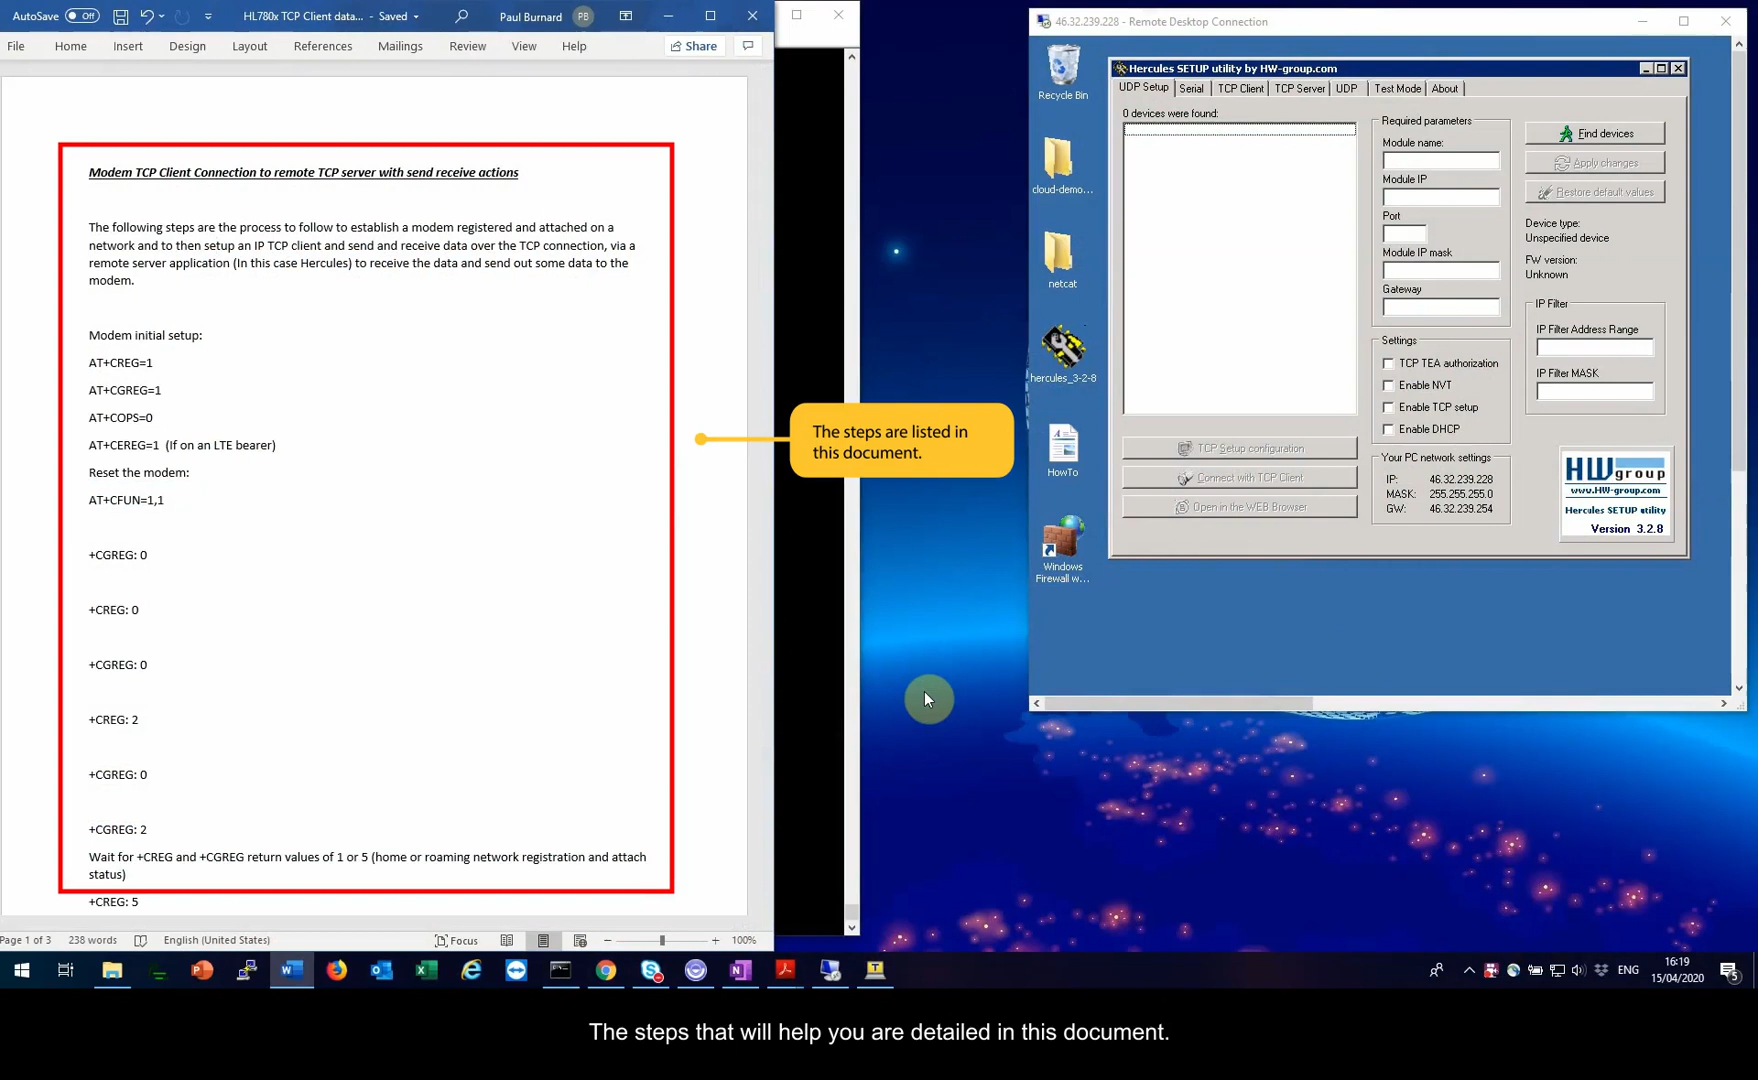 AutoSave Off
HL780x TCP Client data... - Saved
Paul Burnard PB
File Home Insert Design Layout References Mailings Review View Help Share
Modem TCP Client Connection to remote TCP server with send receive actions
The following steps are the process to follow to establish a modem registered and attached on a
network and to then setup an IP TCP client and send and receive data over the TCP connection, via a
remote server application (In this case Hercules) to receive the data and send out some data to the
modem.
Modem initial setup:
AT+CREG=1
AT+CGREG=1
AT+COPS=0
AT+CEREG=1 (If on an LTE bearer)
Reset the modem:
AT+CFUN=1,1
+CGREG: 0
+CREG: 0
+CGREG: 0
+CREG: 2
+CGREG: 0
+CGREG: 2
Wait for +CREG and +CGREG return values of 1 or 5 (home or roaming network registration and attach
status)
+CREG: 5
Page 1 of 3 238 words English (United States) Focus 100%
The steps are listed in
this document.
46.32.239.228 - Remote Desktop Connection
Recycle Bin
cloud-demo...
netcat
hercules_3-2-8
HowTo
Windows
Firewall w...
Hercules SETUP utility by HW-group.com
UDP Setup Serial TCP Client TCP Server UDP Test Mode About
0 devices were found:
TCP Setup configuration
Connect with TCP Client
Open in the WEB Browser
Required parameters
Module name:
Module IP
Port
Module IP mask
Gateway
Settings
TCP TEA authorization
Enable NVT
Enable TCP setup
Enable DHCP
Your PC network settings
IP: 46.32.239.228
MASK: 255.255.255.0
GW: 46.32.239.254
Find devices
Apply changes
Restore default values
Device type:
Unspecified device
FW version:
Unknown
IP Filter
IP Filter Address Range
IP Filter MASK
HWgroup
www.HW-group.com
Hercules SETUP utility
Version 3.2.8
ENG
16:19
15/04/2020
5
The steps that will help you are detailed in this document.